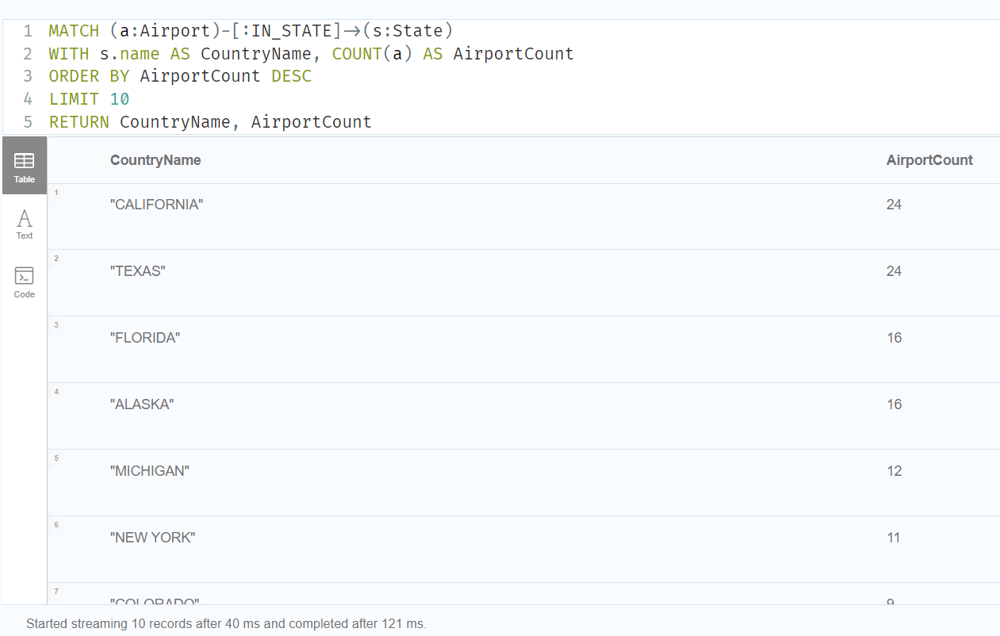 1 MATCH (a:Airport)-[:IN_STATE]→(s:State)
2 WITH s.name AS CountryName, COUNT(a) AS AirportCount
3 ORDER BY AirportCount DESC
4 LIMIT 10
5 RETURN CountryName, AirportCount
Table
Text
Code
CountryName AirportCount
1 "CALIFORNIA" 24
2 "TEXAS" 24
3 "FLORIDA" 16
4 "ALASKA" 16
5 "MICHIGAN" 12
6 "NEW YORK" 11
7 "COLORADO" 9
Started streaming 10 records after 40 ms and completed after 121 ms.